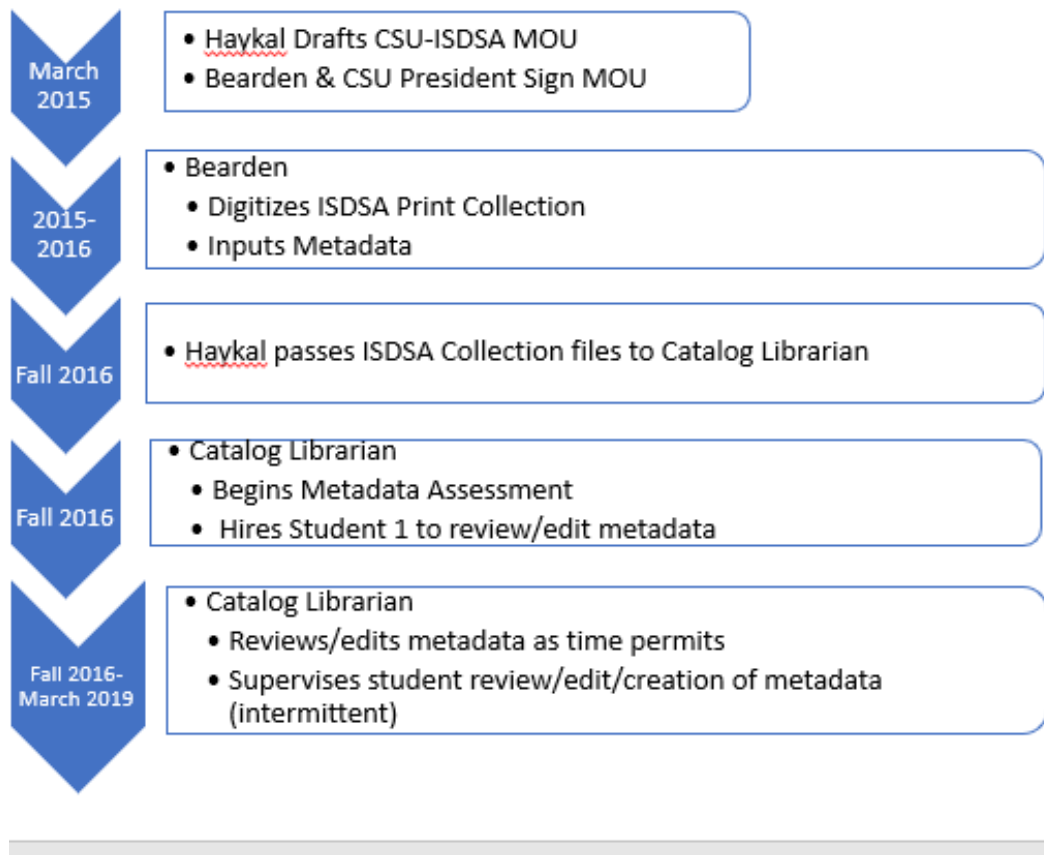 March
2015
• Haykal Drafts CSU-ISDSA MOU
• Bearden & CSU President Sign MOU
2015-
2016
• Bearden
• Digitizes ISDSA Print Collection
• Inputs Metadata
Fall 2016
• Haykal passes ISDSA Collection files to Catalog Librarian
Fall 2016
• Catalog Librarian
• Begins Metadata Assessment
• Hires Student 1 to review/edit metadata
Fall 2016-
March 2019
• Catalog Librarian
• Reviews/edits metadata as time permits
• Supervises student review/edit/creation of metadata
(intermittent)